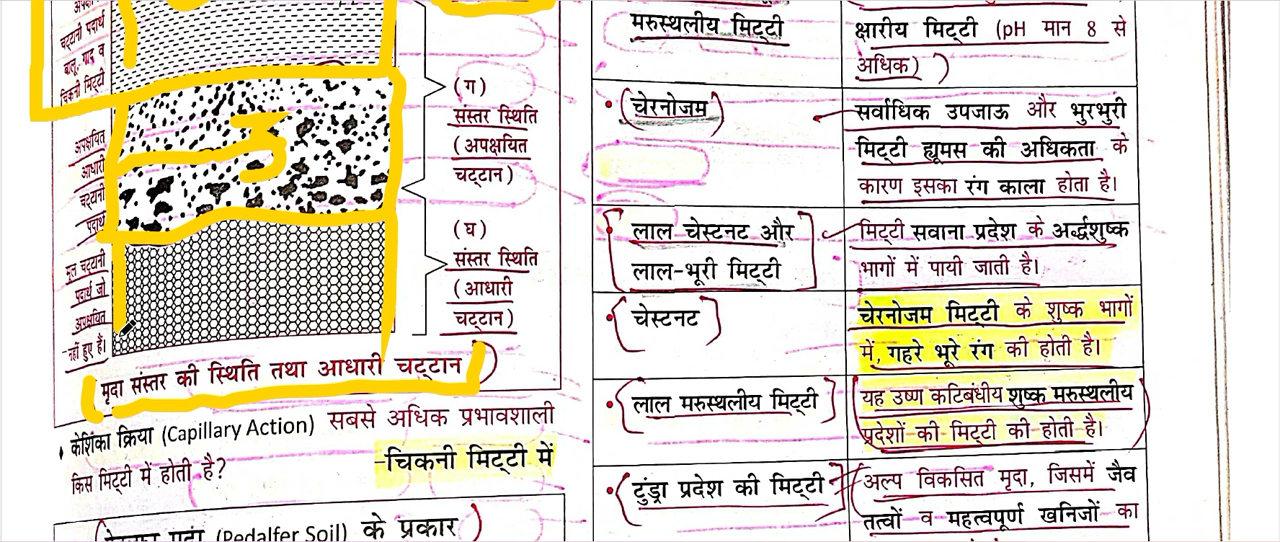 चट्टानी पदार्थ
बालू, गाद व
चिकनी मिट्टी
अपक्षयित
आधारी
चट्टानी
पदार्थ
मूल चट्टानी
पदार्थ जो
अपक्षयित
नहीं हुए हैं।
(ग)
संस्तर स्थिति
(अपक्षयित
चट्टान)
(घ)
संस्तर स्थिति
(आधारी
चट्टान)
मृदा संस्तर की स्थिति तथा आधारी चट्टान
केशिका क्रिया (Capillary Action) सबसे अधिक प्रभावशाली
किस मिट्टी में होती है?
-चिकनी मिट्टी में
(Pedalfer Soil) के प्रकार
मरुस्थलीय मिट्टी
क्षारीय मिट्टी (pH मान 8 से
अधिक)
चेरनोजम
सर्वाधिक उपजाऊ और भुरभुरी
मिट्टी ह्यूमस की अधिकता के
कारण इसका रंग काला होता है।
लाल चेस्टनट और
लाल-भूरी मिट्टी
मिट्टी सवाना प्रदेश के अर्द्धशुष्क
भागों में पायी जाती है।
चेस्टनट
चेरनोजम मिट्टी के शुष्क भागों
में, गहरे भूरे रंग की होती है।
लाल मरुस्थलीय मिट्टी
यह उष्ण कटिबंधीय शुष्क मरुस्थलीय
प्रदेशों की मिट्टी की होती है।
टुंड्रा प्रदेश की मिट्टी
अल्प विकसित मृदा, जिसमें जैव
तत्वों व महत्वपूर्ण खनिजों का